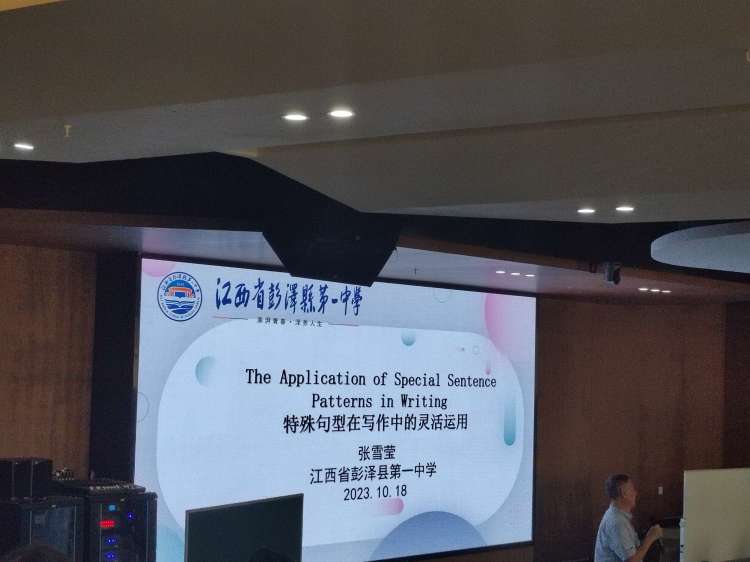 江西省彭澤縣第一中學
The Application of Special Sentence
Patterns in Writing
特殊句型在写作中的灵活运用
张雪莹
江西省彭泽县第一中学
2023.10.18